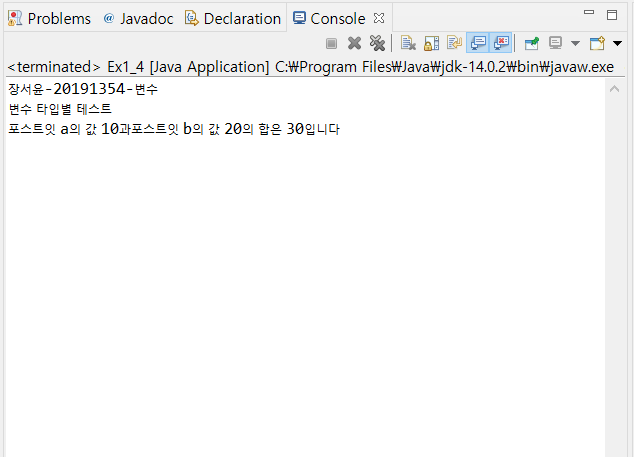 Problems @ Javadoc Declaration Console
<terminated> Ex1_4 [Java Application] C:₩Program Files₩Java₩jdk-14.0.2₩bin₩javaw.exe
장서윤-20191354-변수
변수 타입별 테스트
포스트잇 a의 값 10과포스트잇 b의 값 20의 합은 30입니다